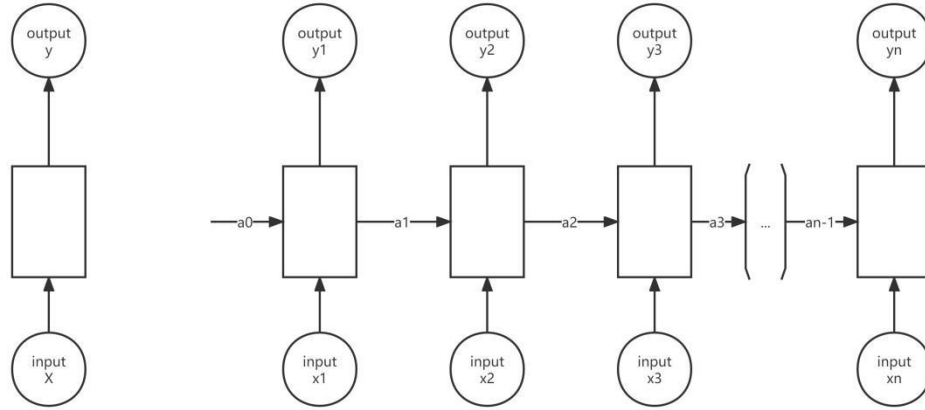 output
y
output
y1
output
y2
output
y3
output
yn
a0
a1
a2
a3
...
an-1
input
X
input
x1
input
x2
input
x3
input
xn